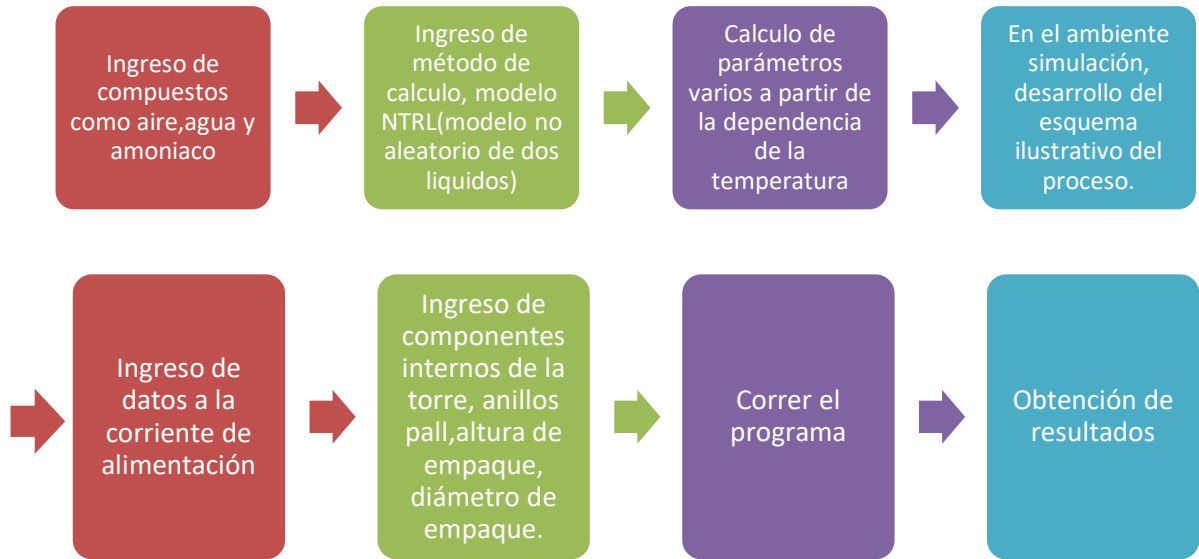 Ingreso de
compuestos
como aire,agua y
amoniaco
Ingreso de
método de
calculo, modelo
NTRL(modelo no
aleatorio de dos
liquidos)
Calculo de
parámetros
varios a partir de
la dependencia
de la
temperatura
En el ambiente
simulación,
desarrollo del
esquema
ilustrativo del
proceso.
Ingreso de
datos a la
corriente de
alimentación
Ingreso de
componentes
internos de la
torre, anillos
pall,altura de
empaque,
diámetro de
empaque.
Correr el
programa
Obtención de
resultados